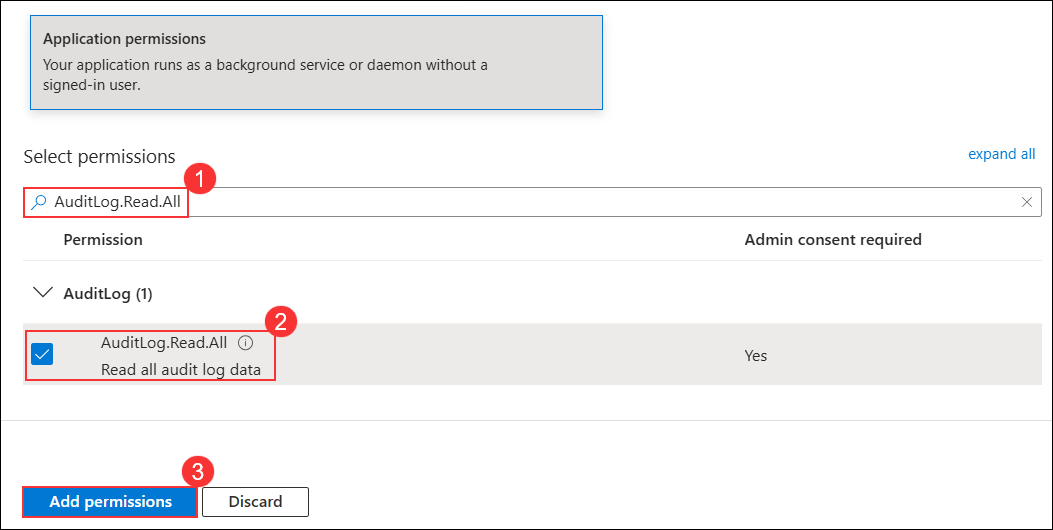 Application permissions
Your application runs as a background service or daemon without a
signed-in user.
Select permissions
expand all
1
AuditLog.Read.All
Permission
Admin consent required
AuditLog (1)
2
AuditLog.Read.All
Read all audit log data
Yes
3
Add permissions
Discard